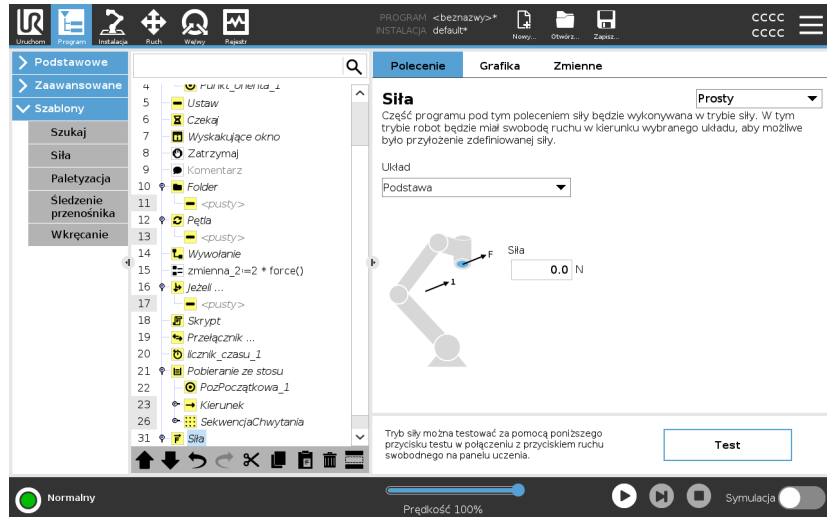 UR
PROGRAM <beznazwy>*
INSTALACJA default*
cccc
cccc
Uruchom Program Instalacja Ruch We/wy Rejestr Nowy... Otwórz... Zapisz...
Podstawowe
Zaawansowane
Szablony
Szukaj
Siła
Paletyzacja
Śledzenie
przenośnika
Wkręcanie
4 Punkt_orienta_1
5 Ustaw
6 Czekaj
7 Wyskakujące okno
8 Zatrzymaj
9 Komentarz
10 Folder
11 <pusty>
12 Pętla
13 <pusty>
14 Wywołanie
15 zmienna_2≔2 * force()
16 Jeżeli ...
17 <pusty>
18 Skrypt
19 Przełącznik ...
20 licznik_czasu_1
21 Pobieranie ze stosu
22 PozPoczątkowa_1
23 Kierunek
26 SekwencjaChwytania
31 Siła
Polecenie Grafika Zmienne
Siła
Prosty
Część programu pod tym poleceniem siły będzie wykonywana w trybie siły. W tym
trybie robot będzie miał swobodę ruchu w kierunku wybranego układu, aby możliwe
było przyłożenie zdefiniowanej siły.
Układ
Podstawa
F
1
Siła
0.0 N
Tryb siły można testować za pomocą poniższego
przycisku testu w połączeniu z przyciskiem ruchu
swobodnego na panelu uczenia.
Test
Normalny
Prędkość 100%
Symulacja